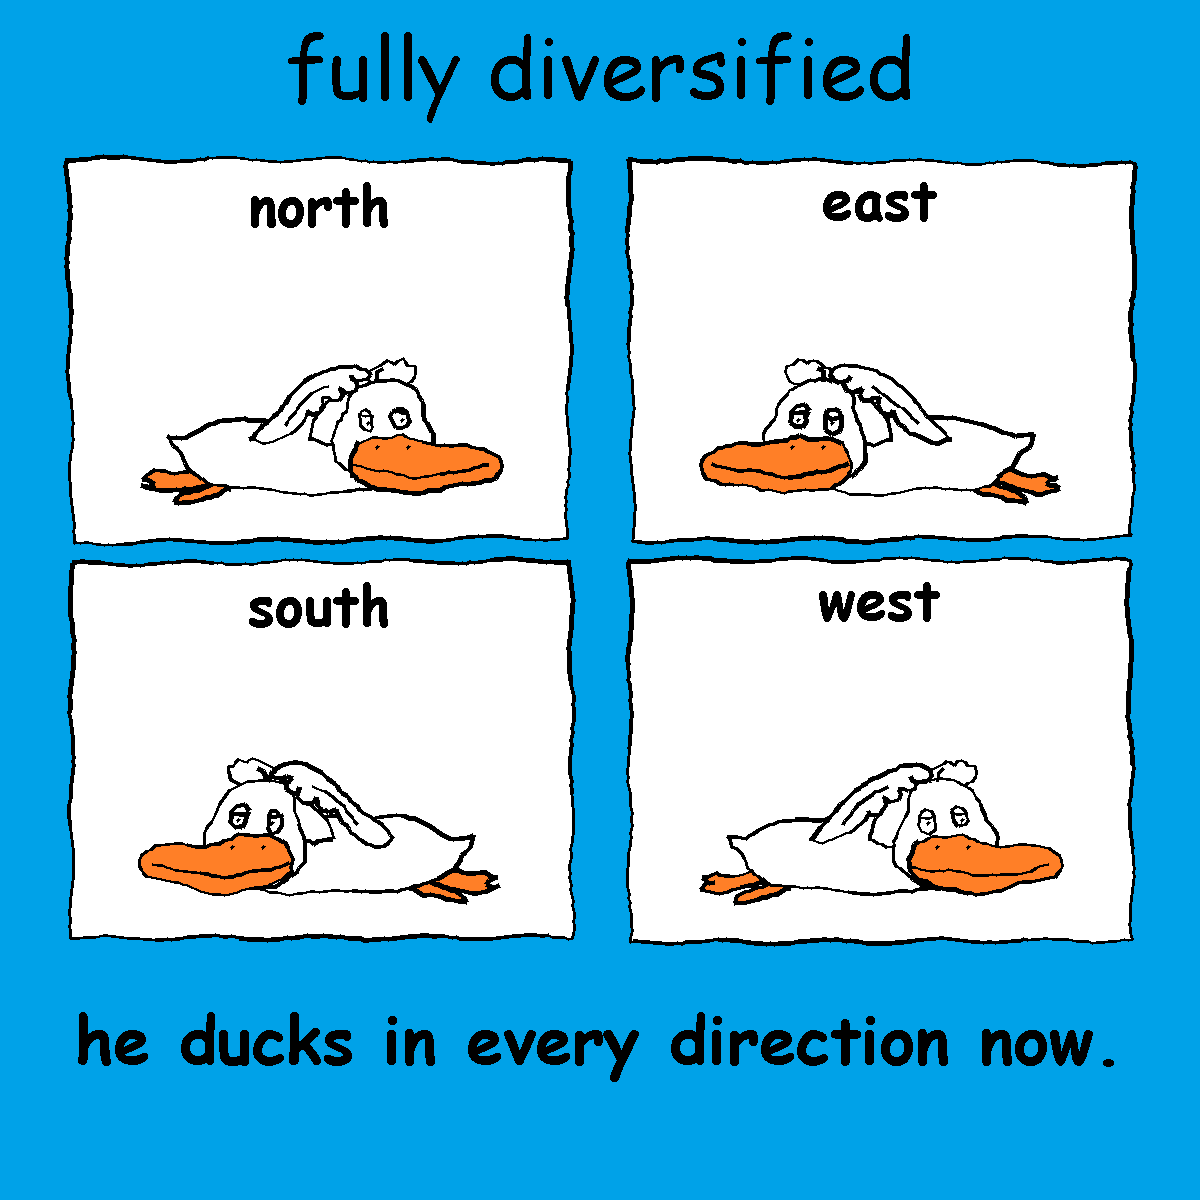 fully diversified
north
east
south
west
he ducks in every direction now.